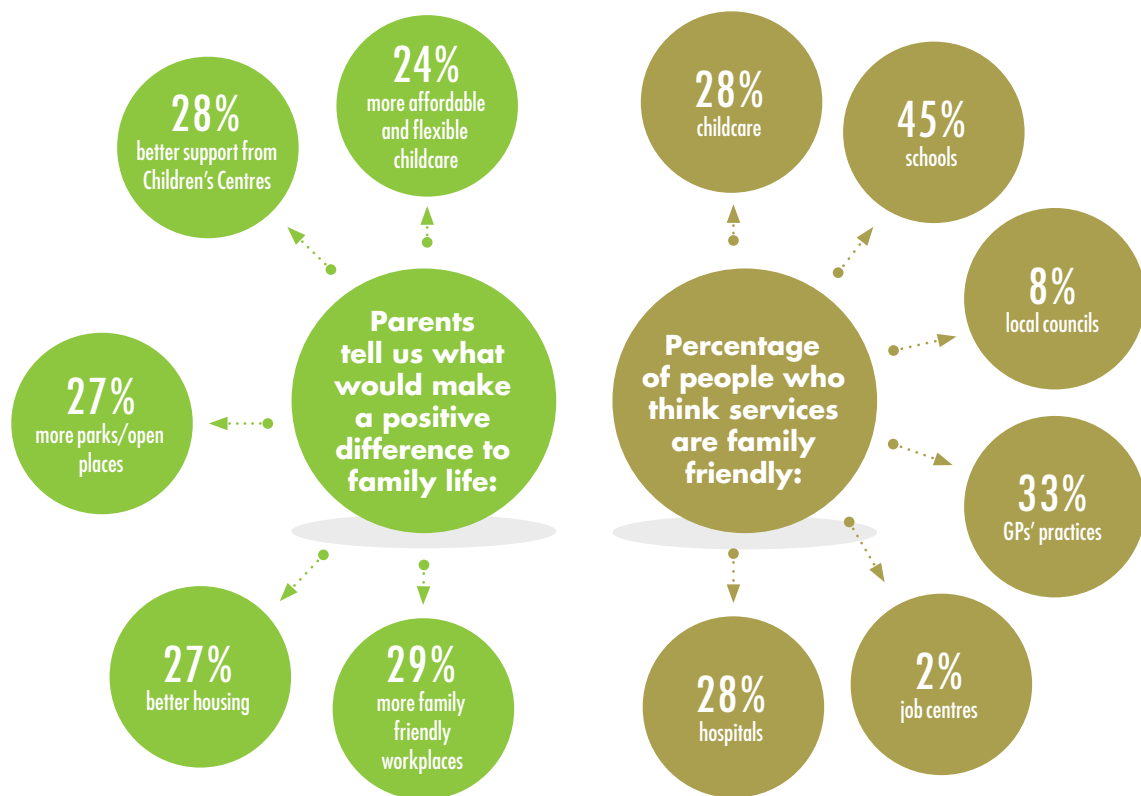 Parents
tell us what
would make
a positive
difference to
family life:
24%
more affordable
and flexible
childcare
28%
better support from
Children's Centres
27%
more parks/open
places
27%
better housing
29%
more family
friendly
workplaces
Percentage
of people who
think services
are family
friendly:
28%
childcare
45%
schools
8%
local councils
33%
GPs' practices
2%
job centres
28%
hospitals